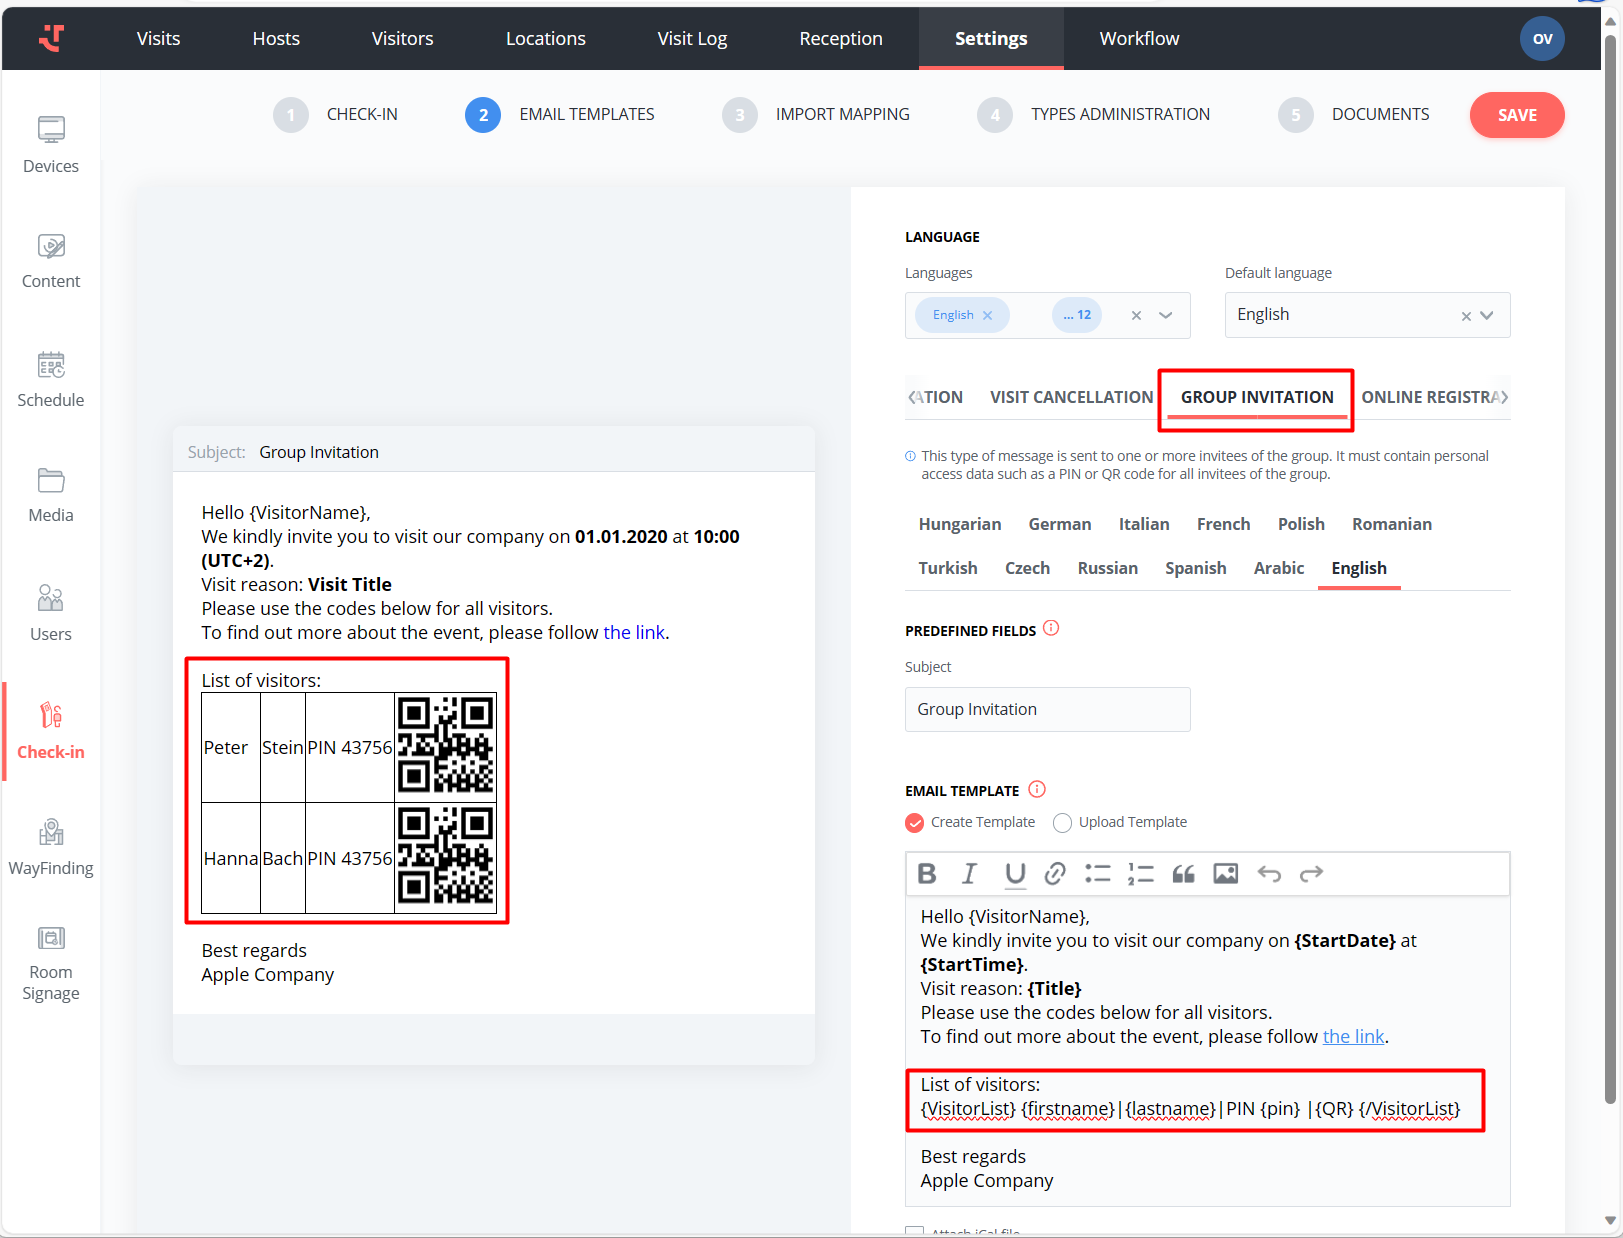 Visits
Hosts
Visitors
Locations
Visit Log
Reception
Settings
Workflow
OV
1 CHECK-IN
2 EMAIL TEMPLATES
3 IMPORT MAPPING
4 TYPES ADMINISTRATION
5 DOCUMENTS
SAVE
Devices
Content
Schedule
Media
Users
Check-in
WayFinding
Room
Signage
Subject: Group Invitation
Hello {VisitorName},
We kindly invite you to visit our company on 01.01.2020 at 10:00
(UTC+2).
Visit reason: Visit Title
Please use the codes below for all visitors.
To find out more about the event, please follow the link.
List of visitors:
Peter Stein PIN 43756
Hanna Bach PIN 43756
Best regards
Apple Company
LANGUAGE
Languages
English
... 12
Default language
English
ATION
VISIT CANCELLATION
GROUP INVITATION
ONLINE REGISTRA
This type of message is sent to one or more invitees of the group. It must contain personal
access data such as a PIN or QR code for all invitees of the group.
Hungarian German Italian French Polish Romanian
Turkish Czech Russian Spanish Arabic English
PREDEFINED FIELDS
Subject
Group Invitation
EMAIL TEMPLATE
Create Template
Upload Template
Hello {VisitorName},
We kindly invite you to visit our company on {StartDate} at
{StartTime}.
Visit reason: {Title}
Please use the codes below for all visitors.
To find out more about the event, please follow the link.
List of visitors:
{VisitorList} {firstname}|{lastname}|PIN {pin} |{QR} {/VisitorList}
Best regards
Apple Company
Attach iCal file